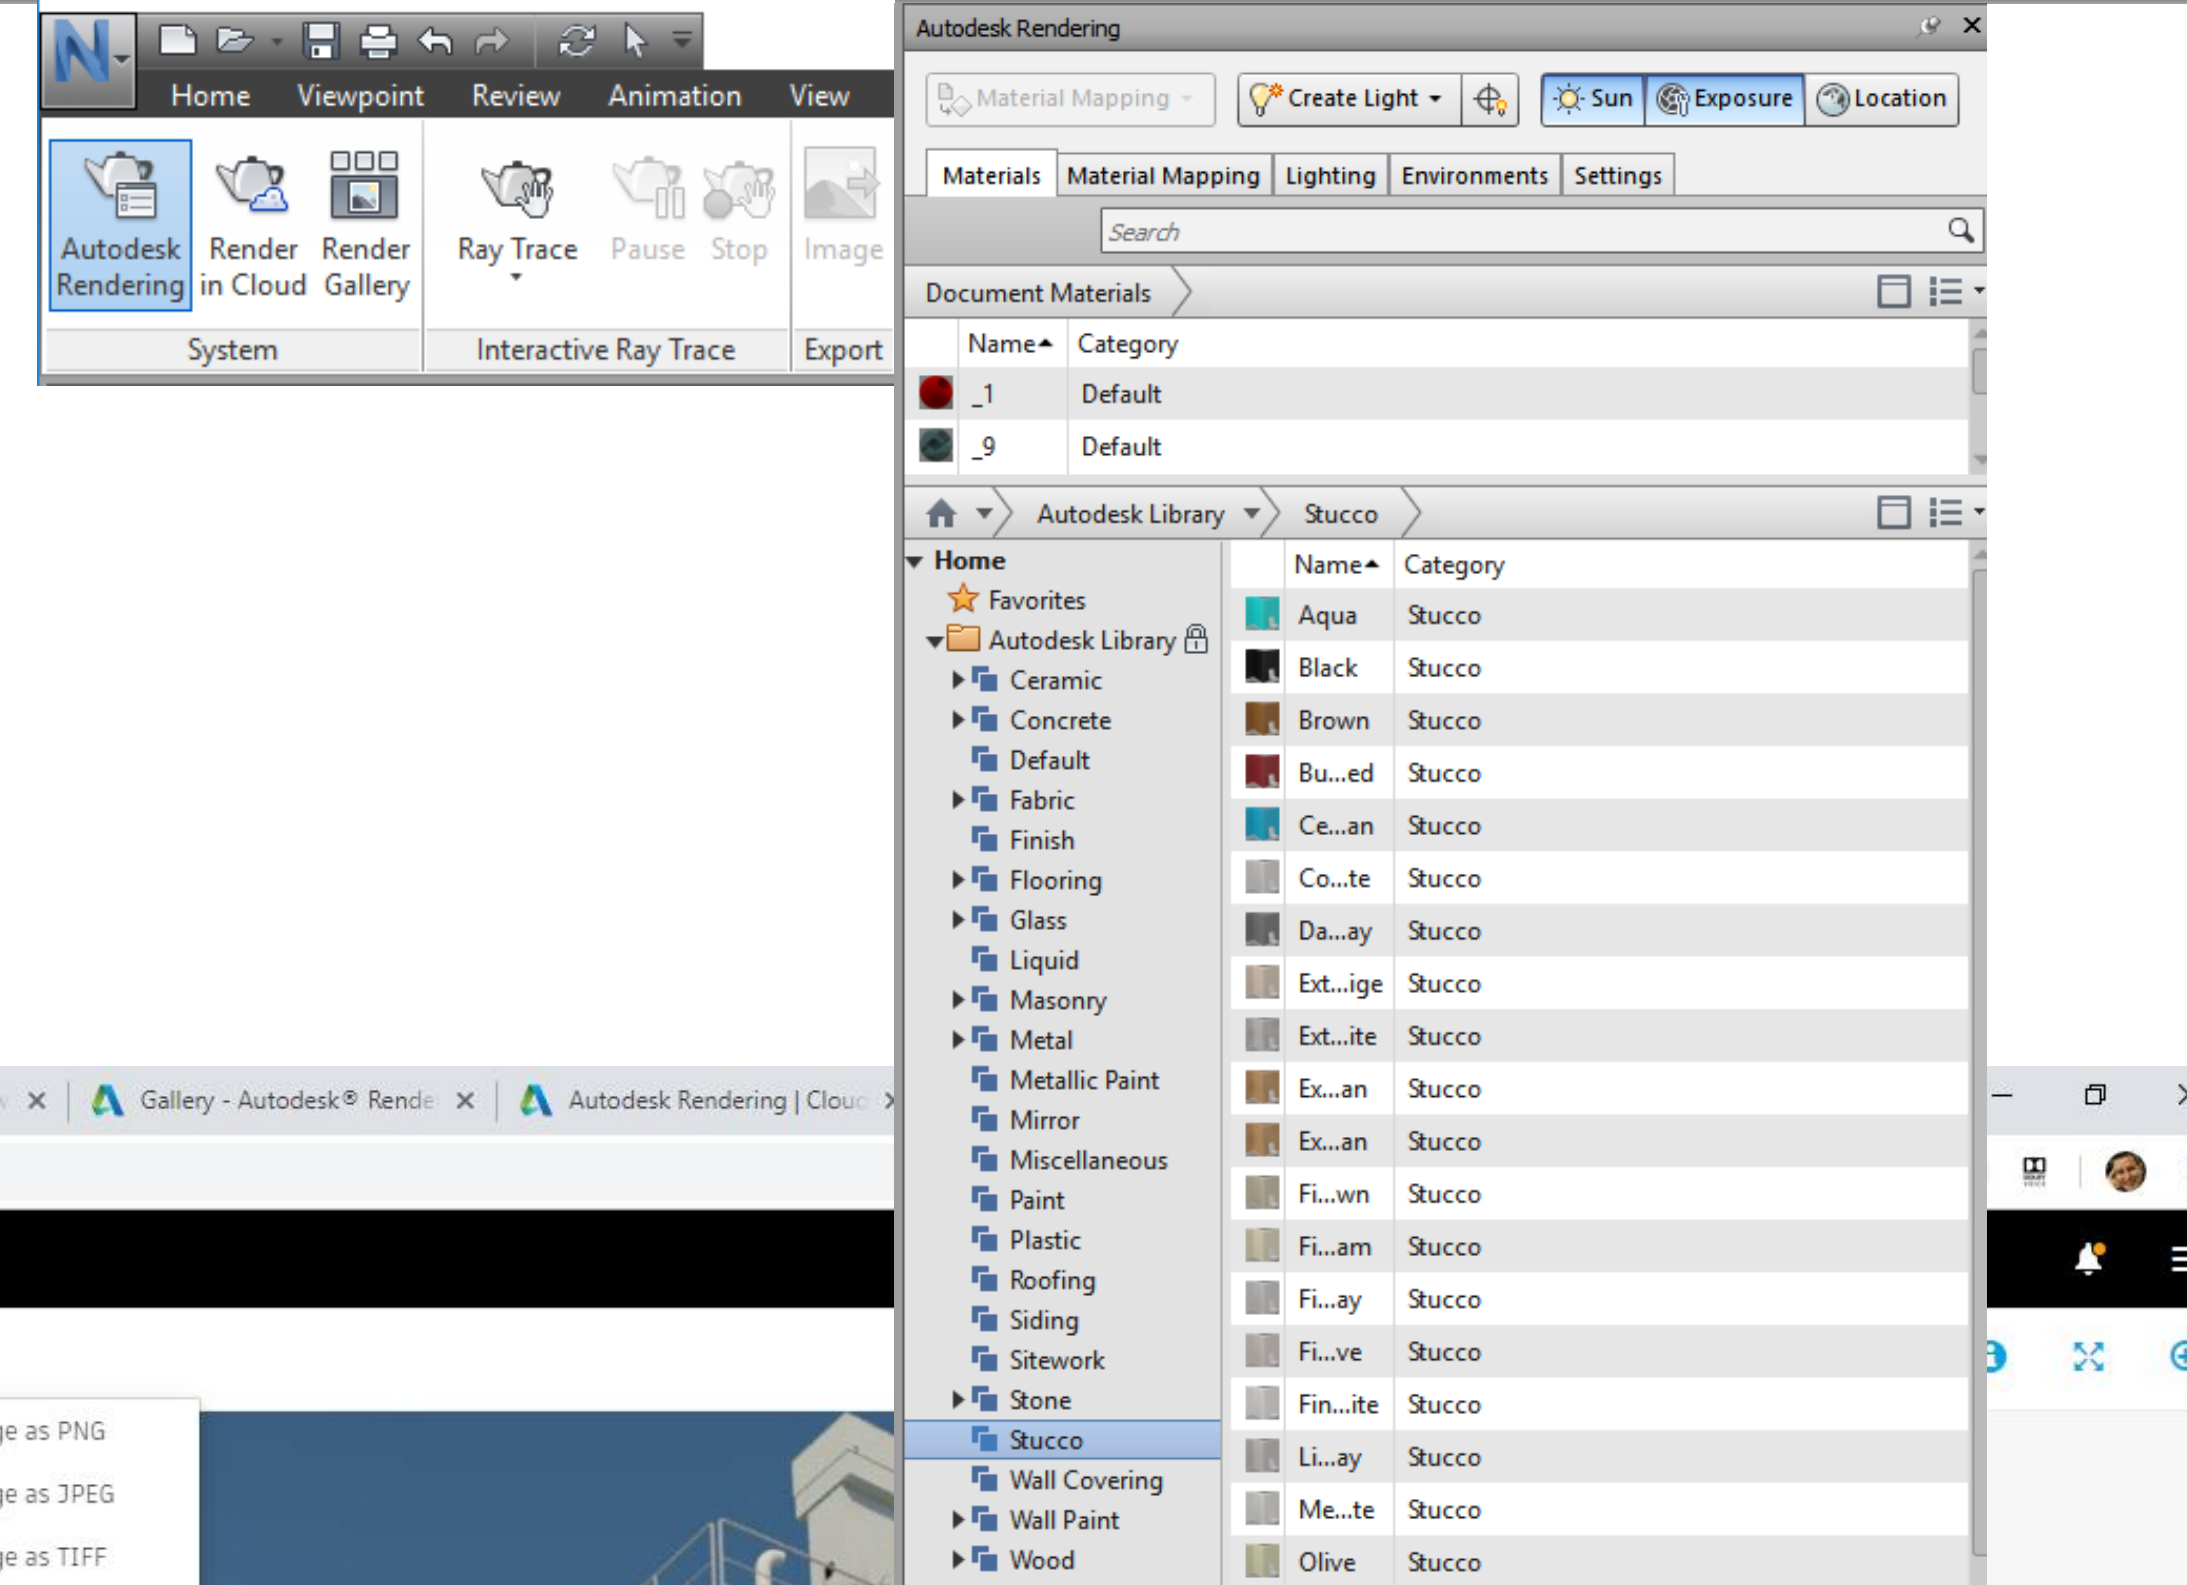 Home Viewpoint Review Animation View
Autodesk Rendering
Render in Cloud
Render Gallery
Ray Trace
Pause
Stop
Image
System
Interactive Ray Trace
Export
Autodesk Rendering
Material Mapping
Create Light
Sun
Exposure
Location
Materials Material Mapping Lighting Environments Settings
Search
Document Materials
Name Category
_1 Default
_9 Default
Autodesk Library Stucco
Home
Favorites
Autodesk Library
Ceramic
Concrete
Default
Fabric
Finish
Flooring
Glass
Liquid
Masonry
Metal
Metallic Paint
Mirror
Miscellaneous
Paint
Plastic
Roofing
Siding
Sitework
Stone
Stucco
Wall Covering
Wall Paint
Wood
Name Category
Aqua Stucco
Black Stucco
Brown Stucco
Bu...ed Stucco
Ce...an Stucco
Co...te Stucco
Da...ay Stucco
Ext...ige Stucco
Ext...ite Stucco
Ex...an Stucco
Ex...an Stucco
Fi...wn Stucco
Fi...am Stucco
Fi...ay Stucco
Fi...ve Stucco
Fin...ite Stucco
Li...ay Stucco
Me...te Stucco
Olive Stucco
Gallery - Autodesk® Rende
Autodesk Rendering | Clou
ge as PNG
ge as JPEG
ge as TIFF